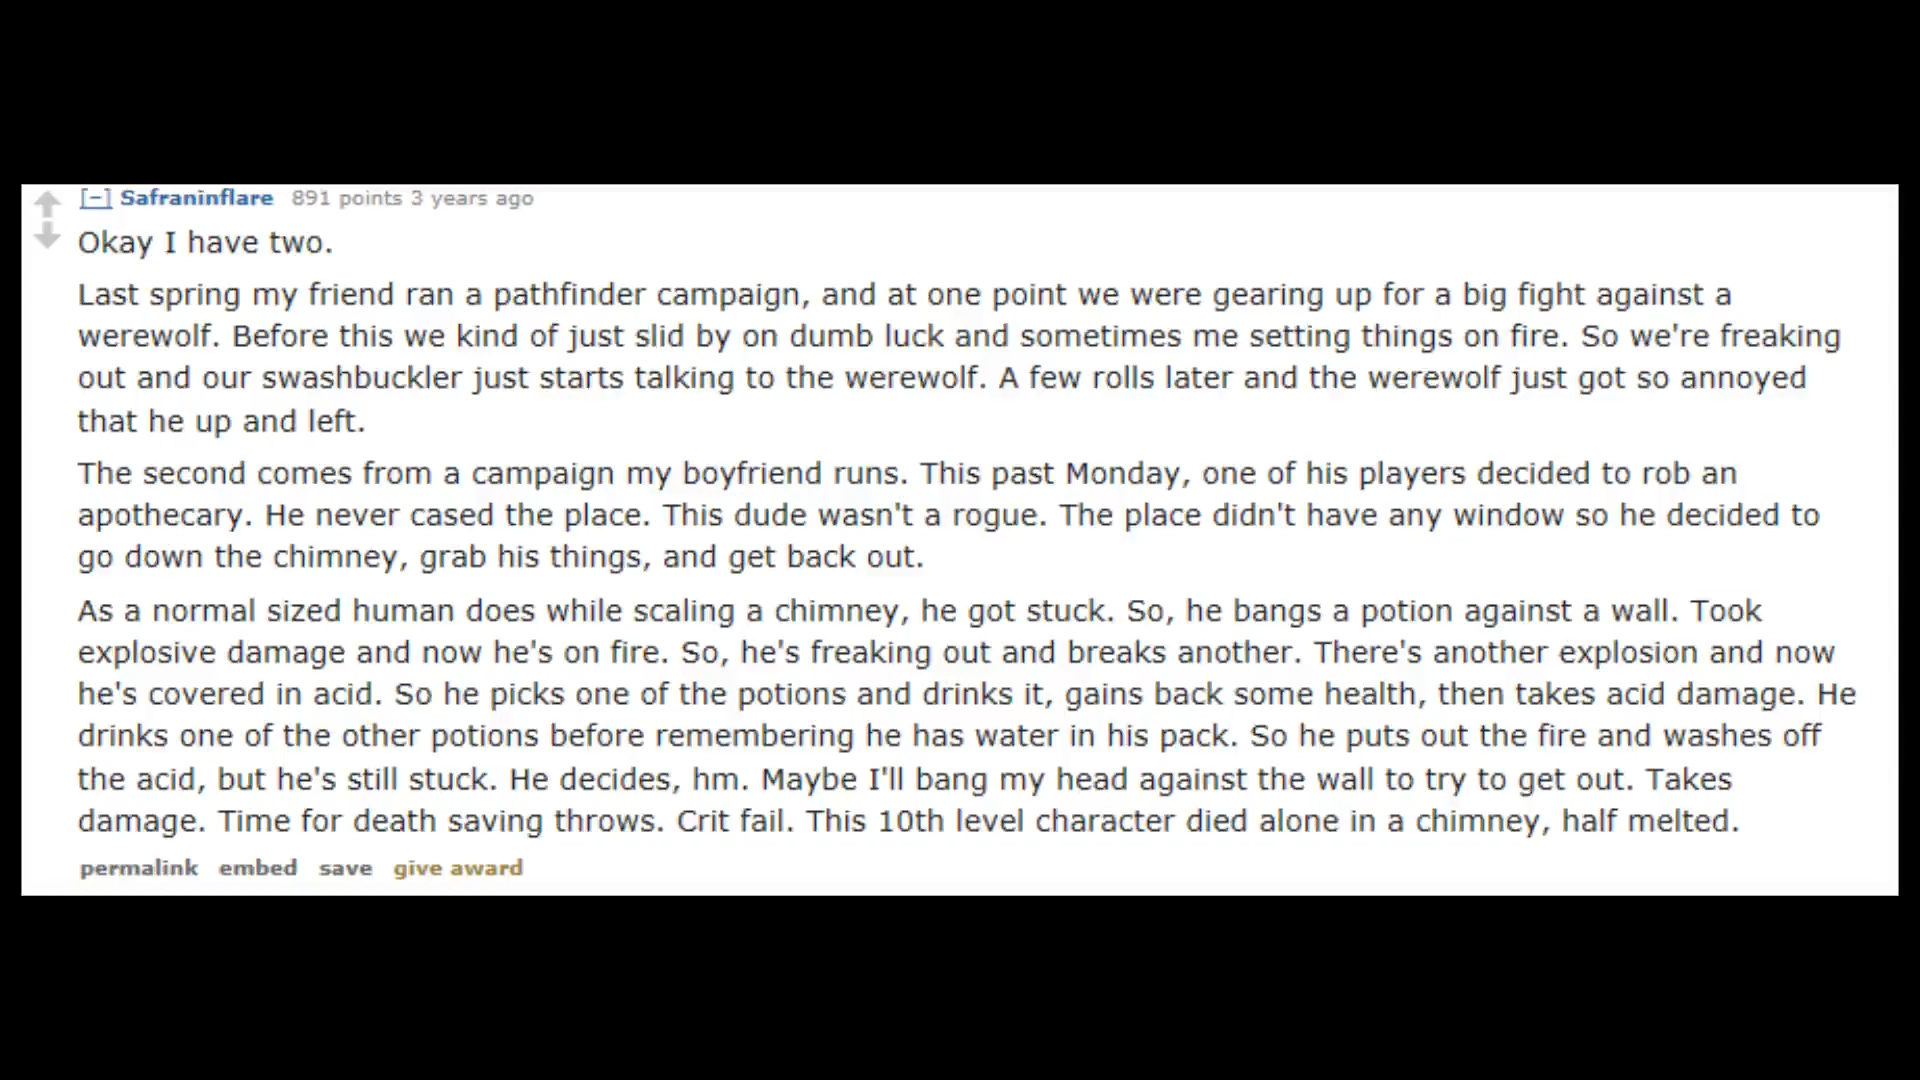 [–] Safraninflare 891 points 3 years ago
Okay I have two.
Last spring my friend ran a pathfinder campaign, and at one point we were gearing up for a big fight against a
werewolf. Before this we kind of just slid by on dumb luck and sometimes me setting things on fire. So we're freaking
out and our swashbuckler just starts talking to the werewolf. A few rolls later and the werewolf just got so annoyed
that he up and left.
The second comes from a campaign my boyfriend runs. This past Monday, one of his players decided to rob an
apothecary. He never cased the place. This dude wasn't a rogue. The place didn't have any window so he decided to
go down the chimney, grab his things, and get back out.
As a normal sized human does while scaling a chimney, he got stuck. So, he bangs a potion against a wall. Took
explosive damage and now he's on fire. So, he's freaking out and breaks another. There's another explosion and now
he's covered in acid. So he picks one of the potions and drinks it, gains back some health, then takes acid damage. He
drinks one of the other potions before remembering he has water in his pack. So he puts out the fire and washes off
the acid, but he's still stuck. He decides, hm. Maybe I'll bang my head against the wall to try to get out. Takes
damage. Time for death saving throws. Crit fail. This 10th level character died alone in a chimney, half melted.
permalink embed save give award